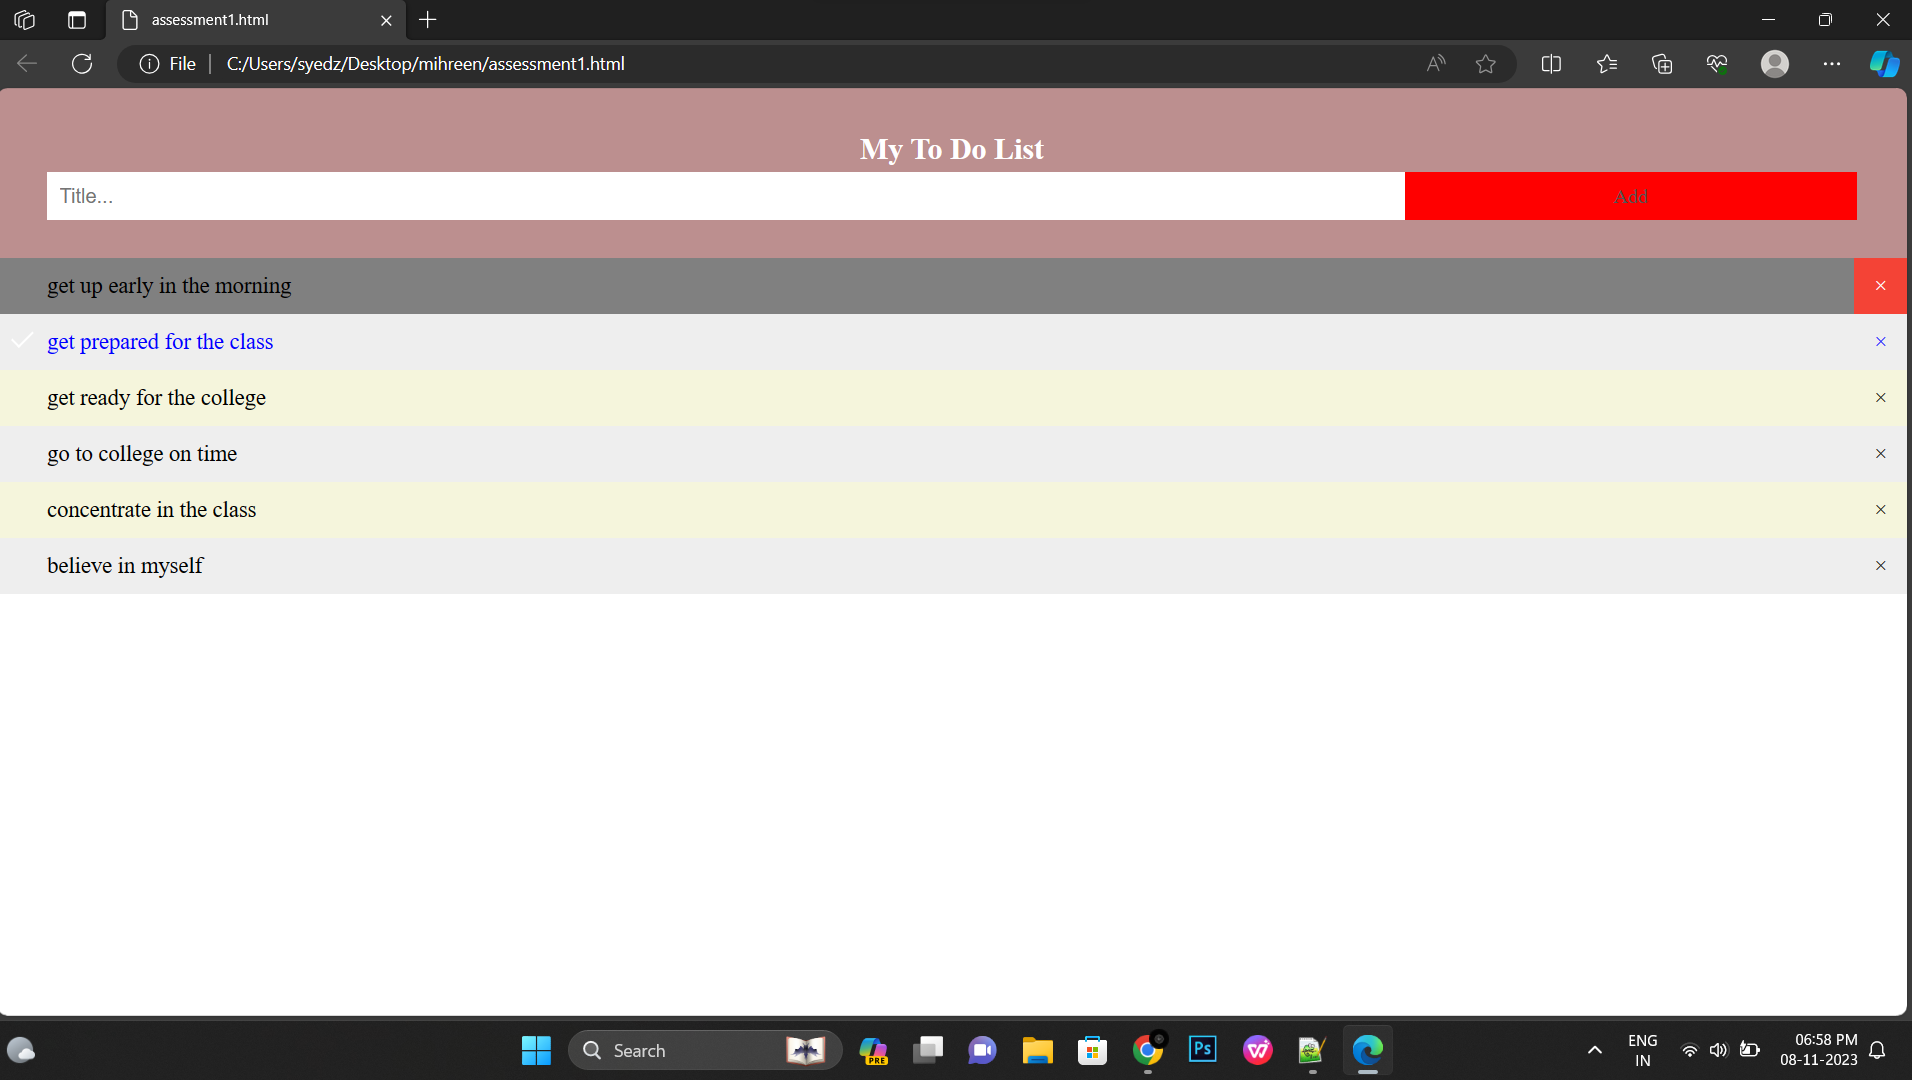 assessment1.html
File
C:/Users/syedz/Desktop/mihreen/assessment1.html
My To Do List
Title...
Add
get up early in the morning
×
get prepared for the class
×
get ready for the college
×
go to college on time
×
concentrate in the class
×
believe in myself
×
Search
PRE
Ps
ENG
IN
06:58 PM
08-11-2023